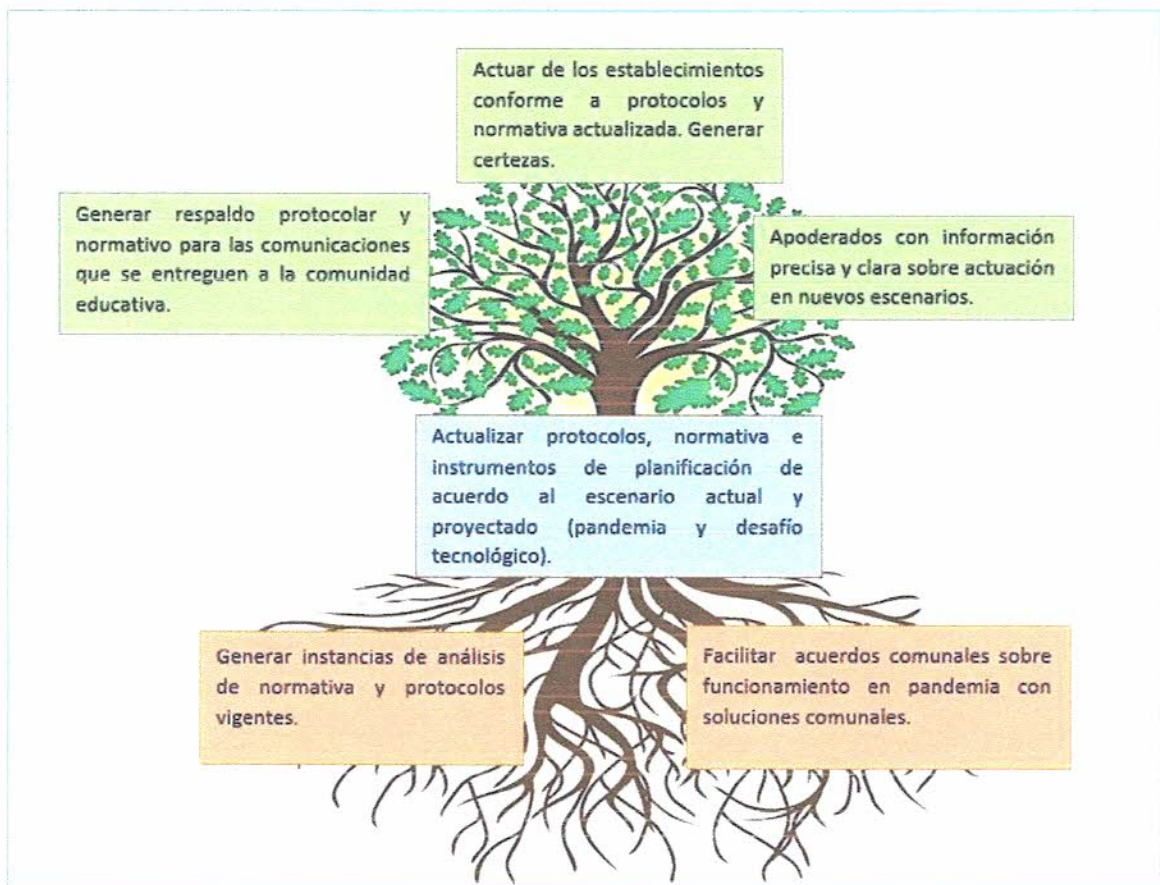 Actuar de los establecimientos
conforme a protocolos y
normativa actualizada. Generar
certezas.
Generar respaldo protocolar y
normativo para las comunicaciones
que se entreguen a la comunidad
educativa.
Apoderados con información
precisa y clara sobre actuación
en nuevos escenarios.
Actualizar protocolos, normativa e
instrumentos de planificación de
acuerdo al escenario actual y
proyectado (pandemia y desafío
tecnológico).
Generar instancias de análisis
de normativa y protocolos
vigentes.
Facilitar acuerdos comunales sobre
funcionamiento en pandemia con
soluciones comunales.